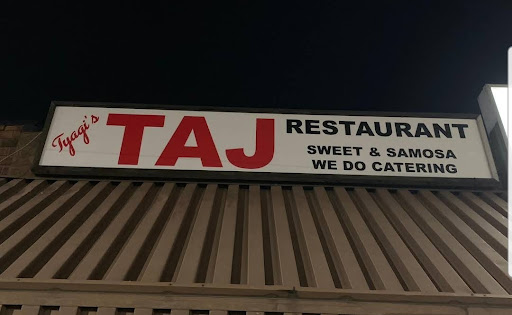 Tyagi's
TAJ
RESTAURANT
SWEET & SAMOSA
WE DO CATERING